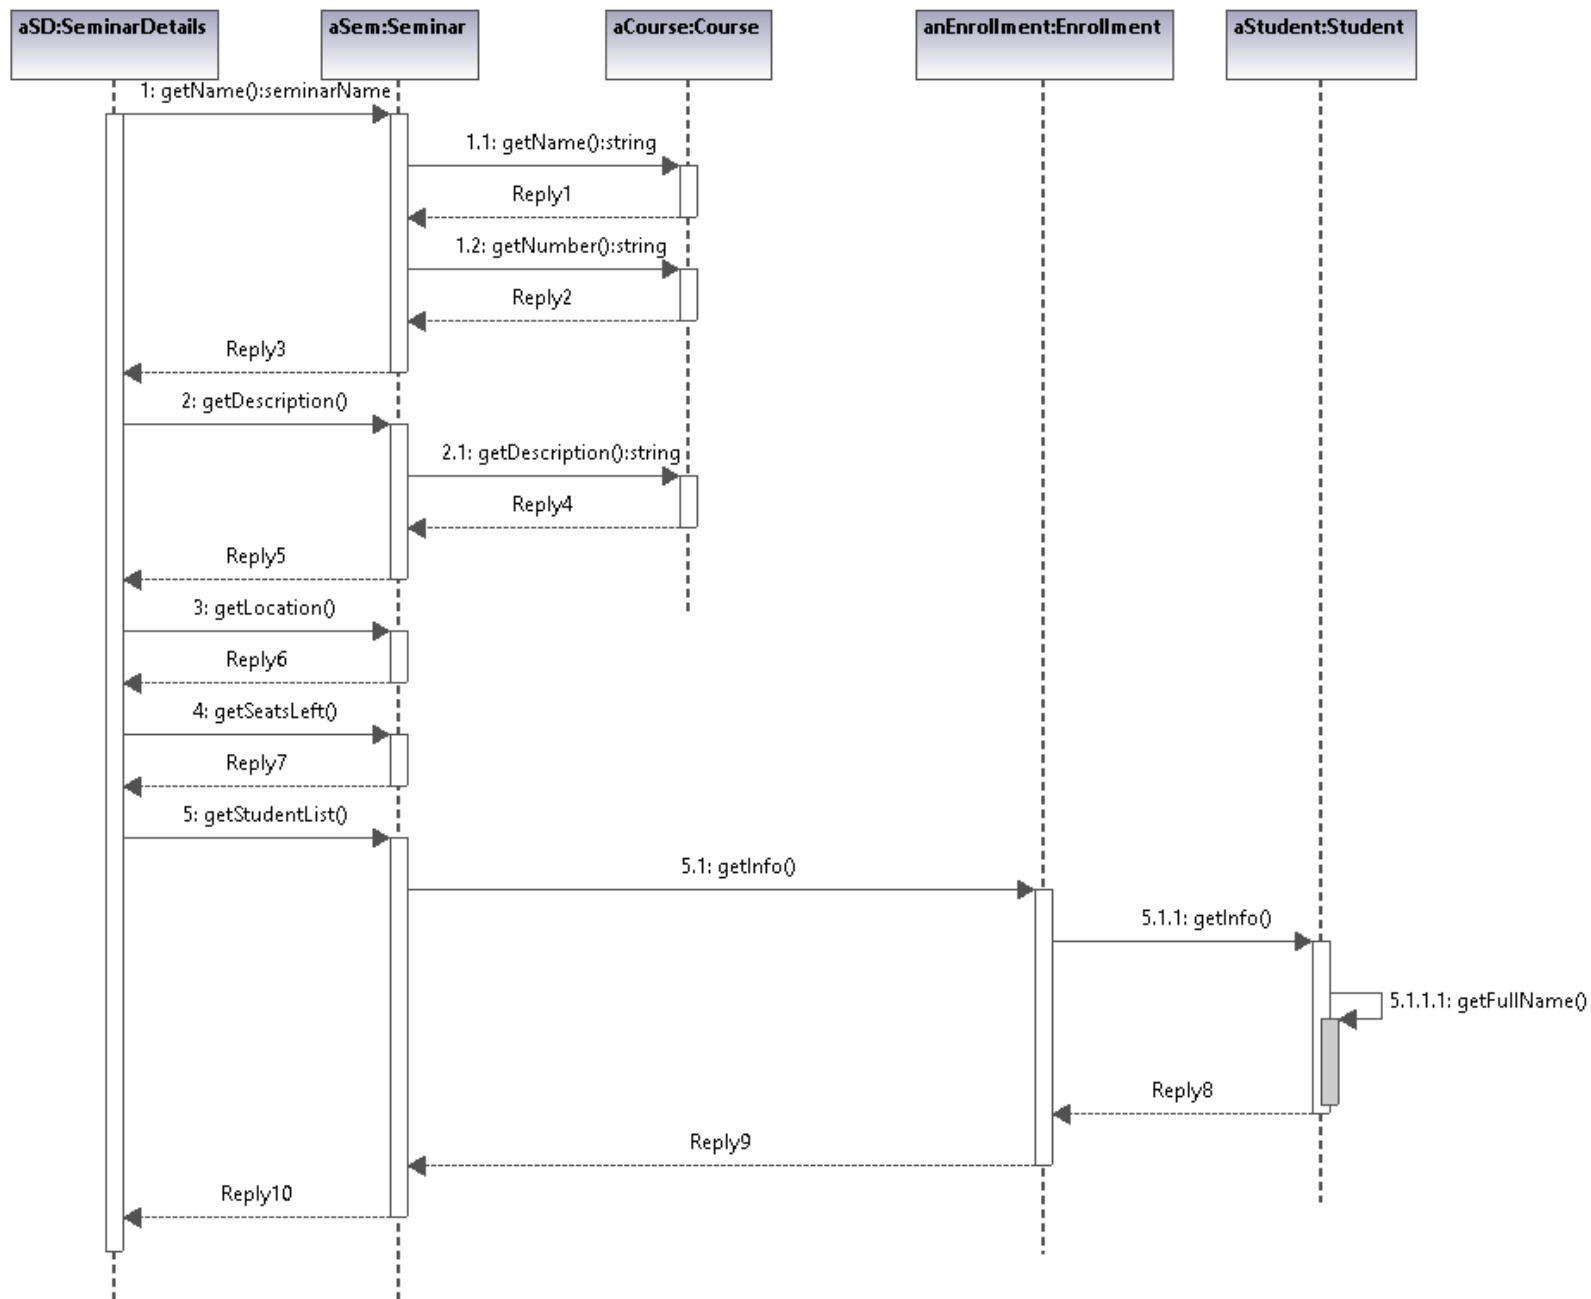 aSD:SeminarDetails
aSem:Seminar
aCourse:Course
anEnrollment:Enrollment
aStudent:Student
1: getName():seminarName
1.1: getName():string
Reply1
1.2: getNumber():string
Reply2
Reply3
2: getDescription()
2.1: getDescription():string
Reply4
Reply5
3: getLocation()
Reply6
4: getSeatsLeft()
Reply7
5: getStudentList()
5.1: getInfo()
5.1.1: getInfo()
5.1.1.1: getFullName()
Reply8
Reply9
Reply10